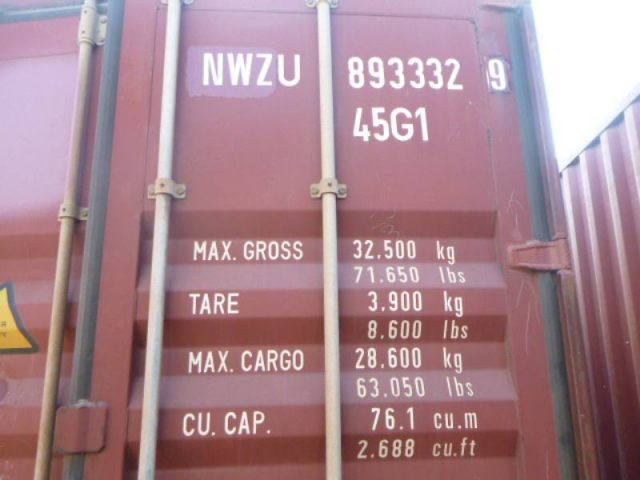 NWZU 893332 9
45G1
MAX. GROSS 32.500 kg
71.650 lbs
TARE 3.900 kg
8.600 lbs
MAX. CARGO 28.600 kg
63.050 lbs
CU. CAP. 76.1 cu.m
2.688 cu.ft